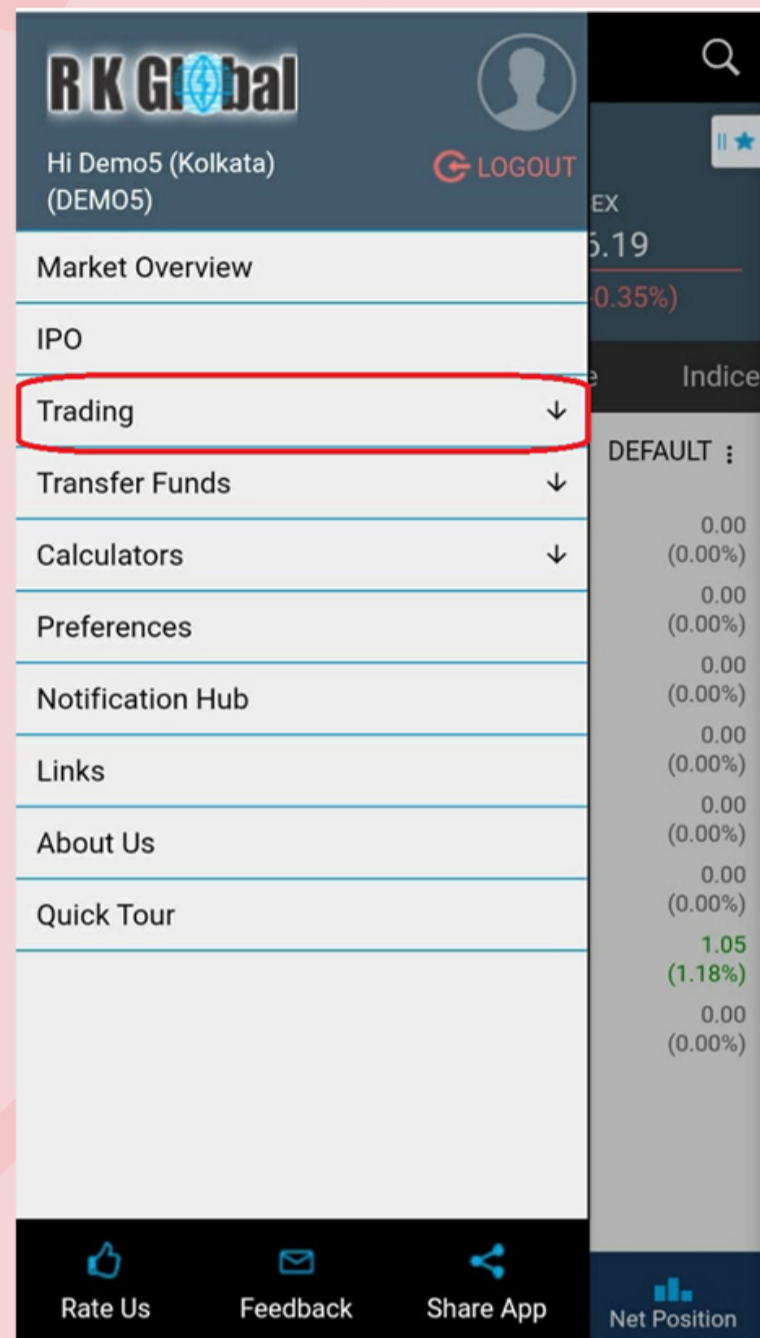 R K Global
Hi Demo5 (Kolkata)
(DEMO5)
LOGOUT
Market Overview
IPO
Trading
Transfer Funds
Calculators
Preferences
Notification Hub
Links
About Us
Quick Tour
Rate Us
Feedback
Share App
EX
6.19
-0.35%)
e
Indice
DEFAULT
0.00
(0.00%)
0.00
(0.00%)
0.00
(0.00%)
0.00
(0.00%)
0.00
(0.00%)
0.00
(0.00%)
1.05
(1.18%)
0.00
(0.00%)
Net Position